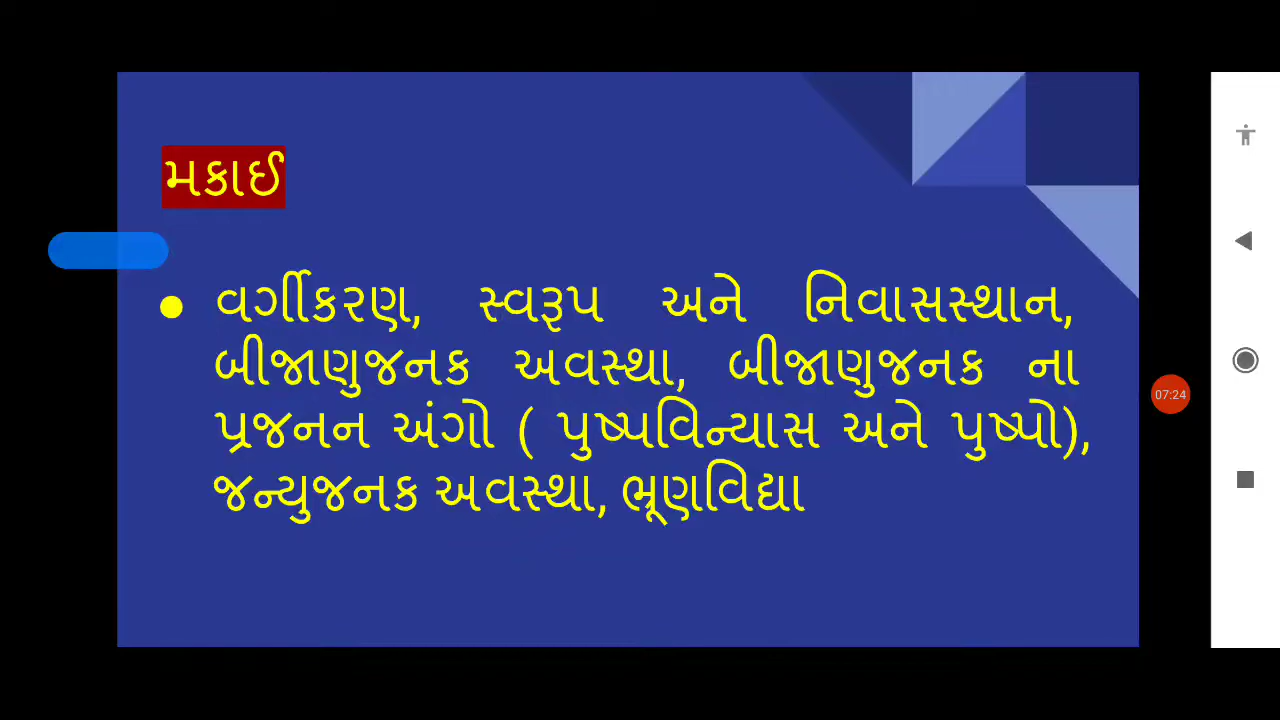 મકાઈ
● વર્ગીકરણ, સ્વરૂપ અને નિવાસસ્થાન,
બીજાણુજનક અવસ્થા, બીજાણુજનક ના
પ્રજનન અંગો ( પુષ્પવિન્યાસ અને પુષ્પો),
જન્યુજનક અવસ્થા, ભ્રૂણવિદ્યા
07:24